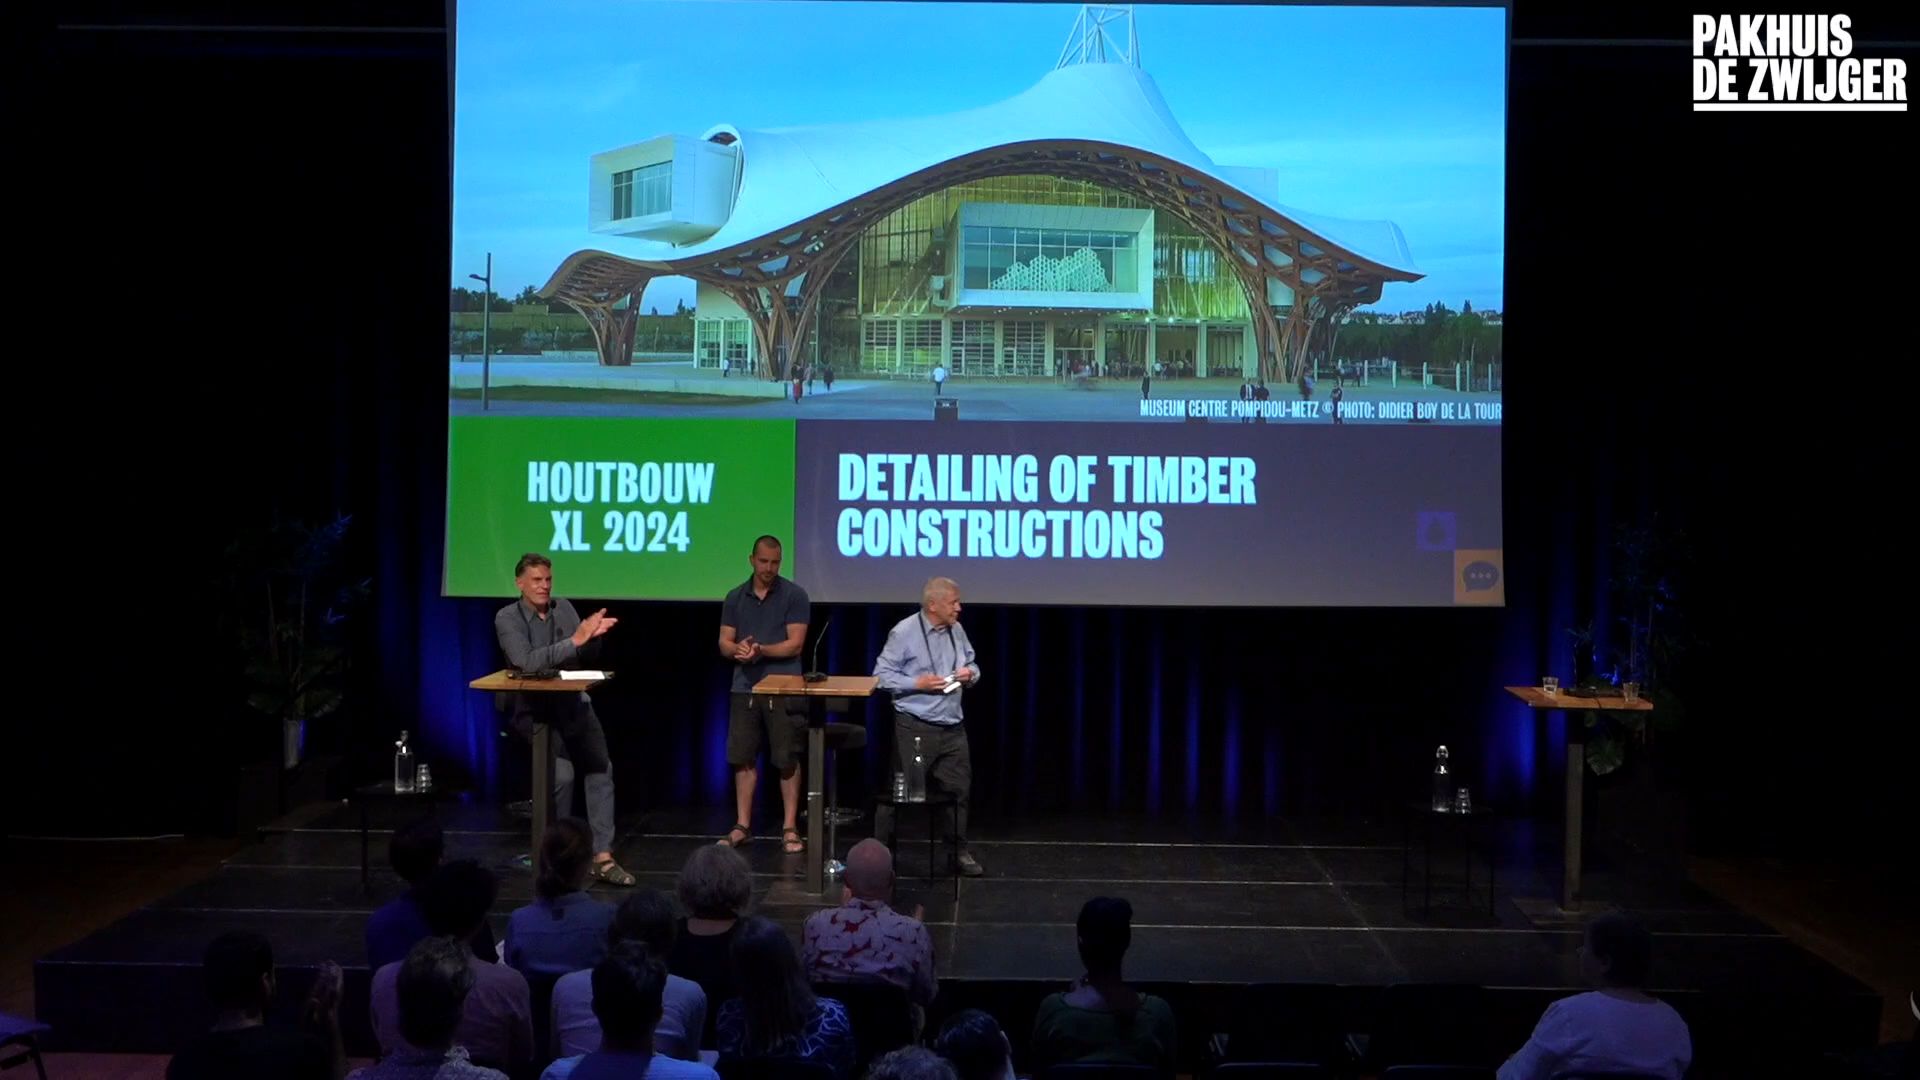 PAKHUIS
DE ZWIJGER
MUSEUM CENTRE POMPIDOU-METZ © PHOTO: DIDIER BOY DE LA TOUR
HOUTBOUW
XL 2024
DETAILING OF TIMBER
CONSTRUCTIONS